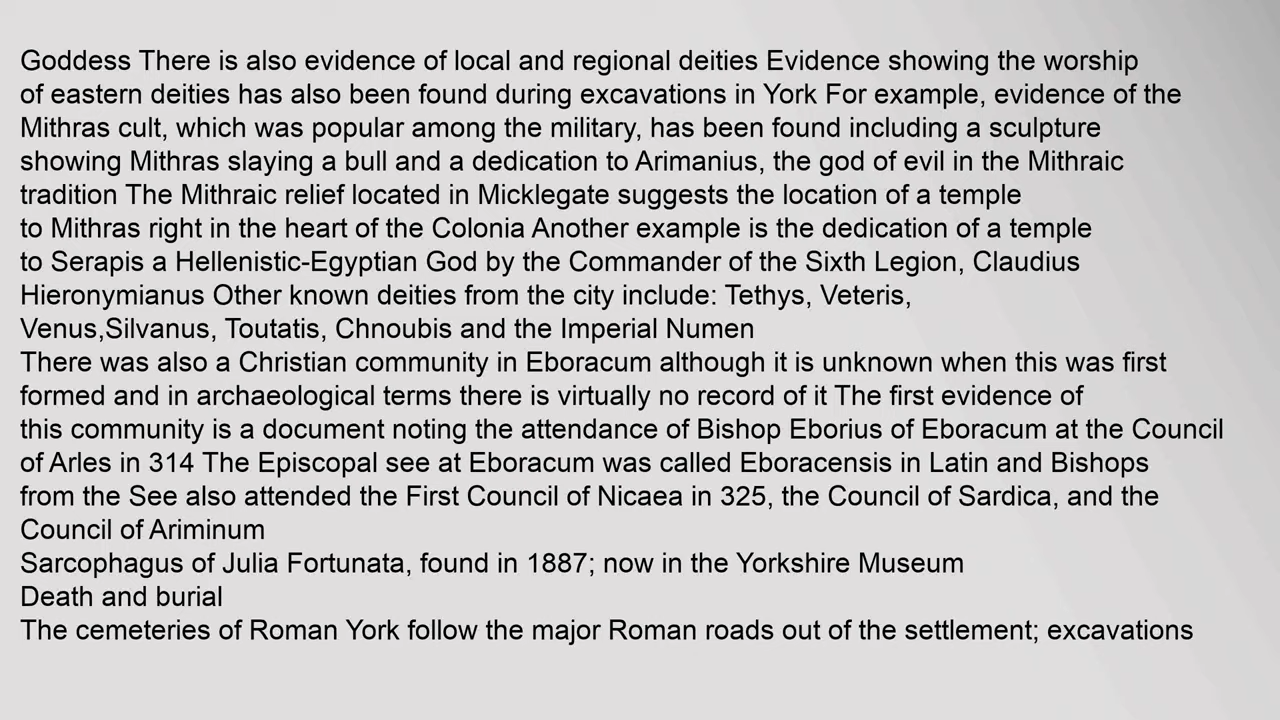 Goddess There is also evidence of local and regional deities Evidence showing the worship
of eastern deities has also been found during excavations in York For example, evidence of the
Mithras cult, which was popular among the military, has been found including a sculpture
showing Mithras slaying a bull and a dedication to Arimanius, the god of evil in the Mithraic
tradition The Mithraic relief located in Micklegate suggests the location of a temple
to Mithras right in the heart of the Colonia Another example is the dedication of a temple
to Serapis a Hellenistic-Egyptian God by the Commander of the Sixth Legion, Claudius
Hieronymianus Other known deities from the city include: Tethys, Veteris,
Venus,Silvanus, Toutatis, Chnoubis and the Imperial Numen
There was also a Christian community in Eboracum although it is unknown when this was first
formed and in archaeological terms there is virtually no record of it The first evidence of
this community is a document noting the attendance of Bishop Eborius of Eboracum at the Council
of Arles in 314 The Episcopal see at Eboracum was called Eboracensis in Latin and Bishops
from the See also attended the First Council of Nicaea in 325, the Council of Sardica, and the
Council of Ariminum
Sarcophagus of Julia Fortunata, found in 1887; now in the Yorkshire Museum
Death and burial
The cemeteries of Roman York follow the major Roman roads out of the settlement; excavations